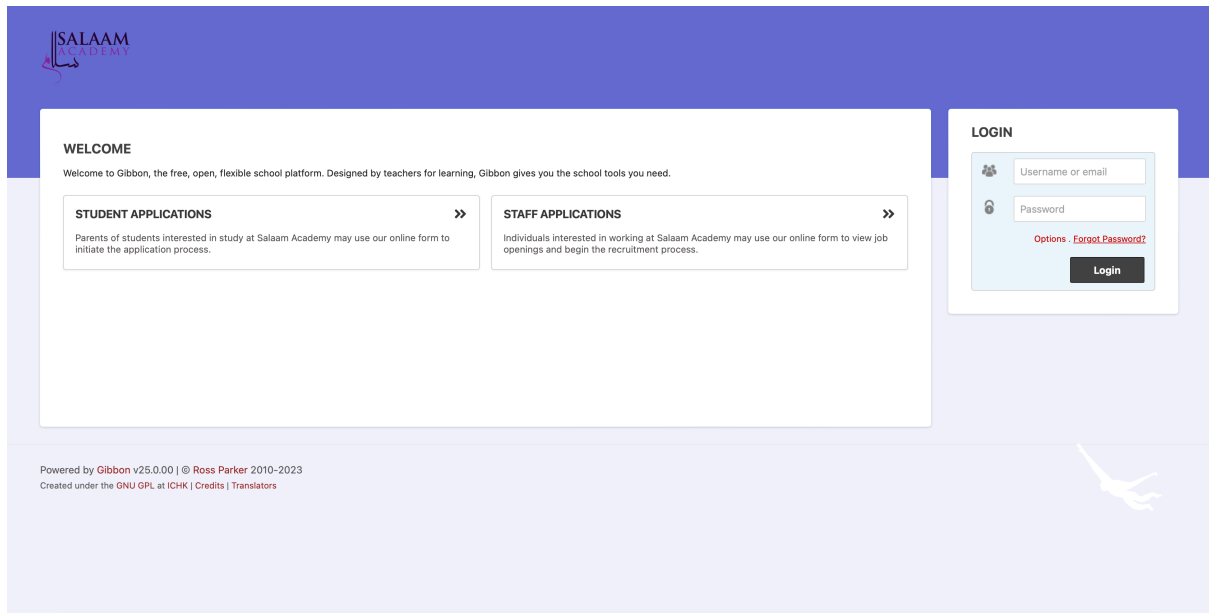 SALAAM
ACADEMY
WELCOME
Welcome to Gibbon, the free, open, flexible school platform. Designed by teachers for learning, Gibbon gives you the school tools you need.
STUDENT APPLICATIONS
Parents of students interested in study at Salaam Academy may use our online form to
initiate the application process.
STAFF APPLICATIONS
Individuals interested in working at Salaam Academy may use our online form to view job
openings and begin the recruitment process.
LOGIN
Username or email
Password
Options . Forgot Password?
Login
Powered by Gibbon v25.0.00 | © Ross Parker 2010-2023
Created under the GNU GPL at ICHK | Credits | Translators